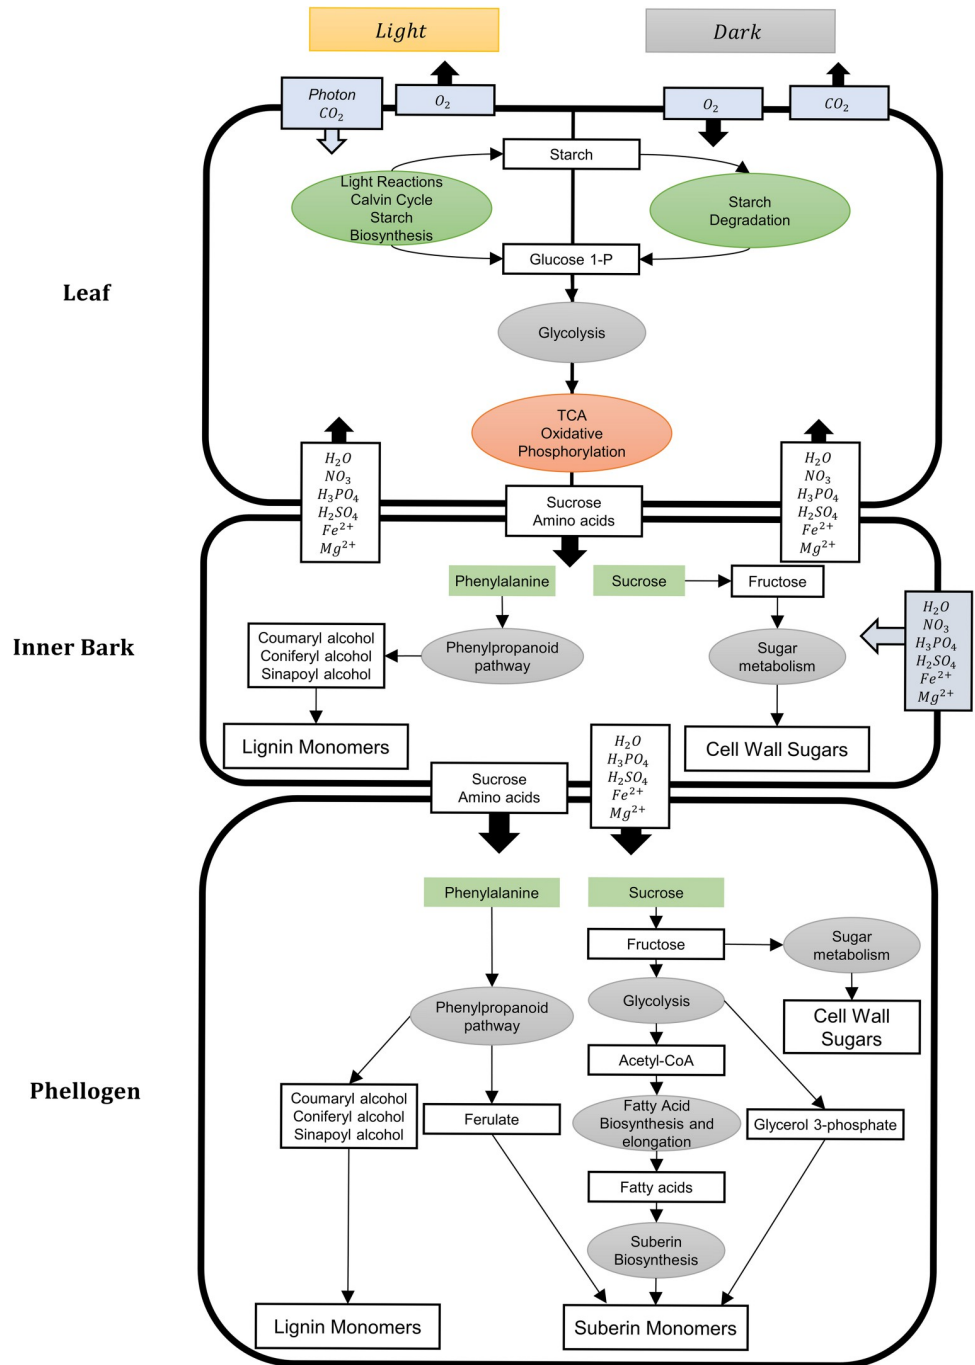 Light
Dark
Photon
CO2
O2
O2
CO2
Starch
Light Reactions
Calvin Cycle
Starch
Biosynthesis
Starch
Degradation
Glucose 1-P
Leaf
Glycolysis
TCA
Oxidative
Phosphorylation
H2O
NO3
H3PO4
H2SO4
Fe2+
Mg2+
Sucrose
Amino acids
H2O
NO3
H3PO4
H2SO4
Fe2+
Mg2+
Inner Bark
Phenylalanine
Sucrose
Fructose
Coumaryl alcohol
Coniferyl alcohol
Sinapoyl alcohol
Phenylpropanoid
pathway
Sugar
metabolism
H2O
NO3
H3PO4
H2SO4
Fe2+
Mg2+
Lignin Monomers
Cell Wall Sugars
Sucrose
Amino acids
H2O
H3PO4
H2SO4
Fe2+
Mg2+
Phellogen
Phenylalanine
Sucrose
Fructose
Sugar
metabolism
Phenylpropanoid
pathway
Glycolysis
Cell Wall
Sugars
Acetyl-CoA
Coumaryl alcohol
Coniferyl alcohol
Sinapoyl alcohol
Ferulate
Fatty Acid
Biosynthesis and
elongation
Glycerol 3-phosphate
Fatty acids
Suberin
Biosynthesis
Lignin Monomers
Suberin Monomers